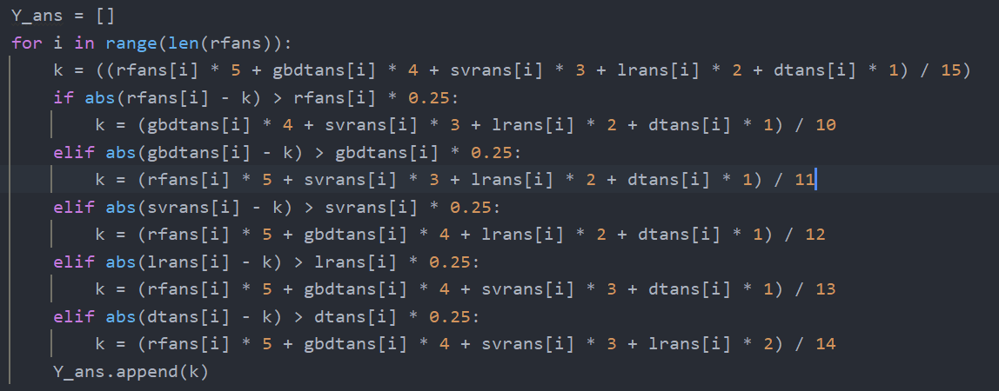 Y_ans = []
for i in range(len(rfans)):
    k = ((rfans[i] * 5 + gbdtans[i] * 4 + svrans[i] * 3 + lrans[i] * 2 + dtans[i] * 1) / 15)
    if abs(rfans[i] - k) > rfans[i] * 0.25:
        k = (gbdtans[i] * 4 + svrans[i] * 3 + lrans[i] * 2 + dtans[i] * 1) / 10
    elif abs(gbdtans[i] - k) > gbdtans[i] * 0.25:
        k = (rfans[i] * 5 + svrans[i] * 3 + lrans[i] * 2 + dtans[i] * 1) / 11
    elif abs(svrans[i] - k) > svrans[i] * 0.25:
        k = (rfans[i] * 5 + gbdtans[i] * 4 + lrans[i] * 2 + dtans[i] * 1) / 12
    elif abs(lrans[i] - k) > lrans[i] * 0.25:
        k = (rfans[i] * 5 + gbdtans[i] * 4 + svrans[i] * 3 + dtans[i] * 1) / 13
    elif abs(dtans[i] - k) > dtans[i] * 0.25:
        k = (rfans[i] * 5 + gbdtans[i] * 4 + svrans[i] * 3 + lrans[i] * 2) / 14
    Y_ans.append(k)